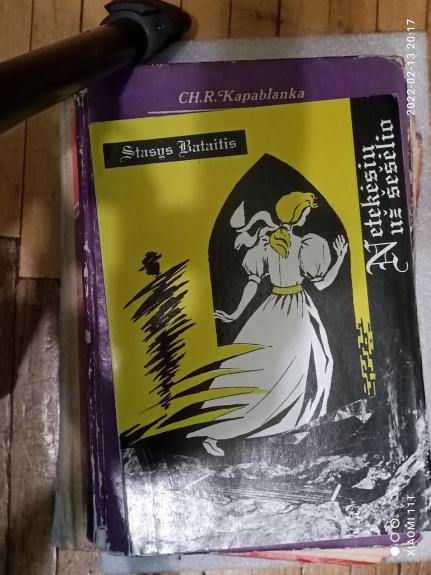 CH.R.Kapablanka
Stasys Bataitis
Netekėsiu
už šešėlio
2022-02-13 20:17
XIAOMI 11T